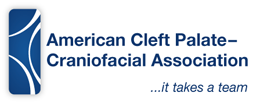 American Cleft Palate–
Craniofacial Association
...it takes a team